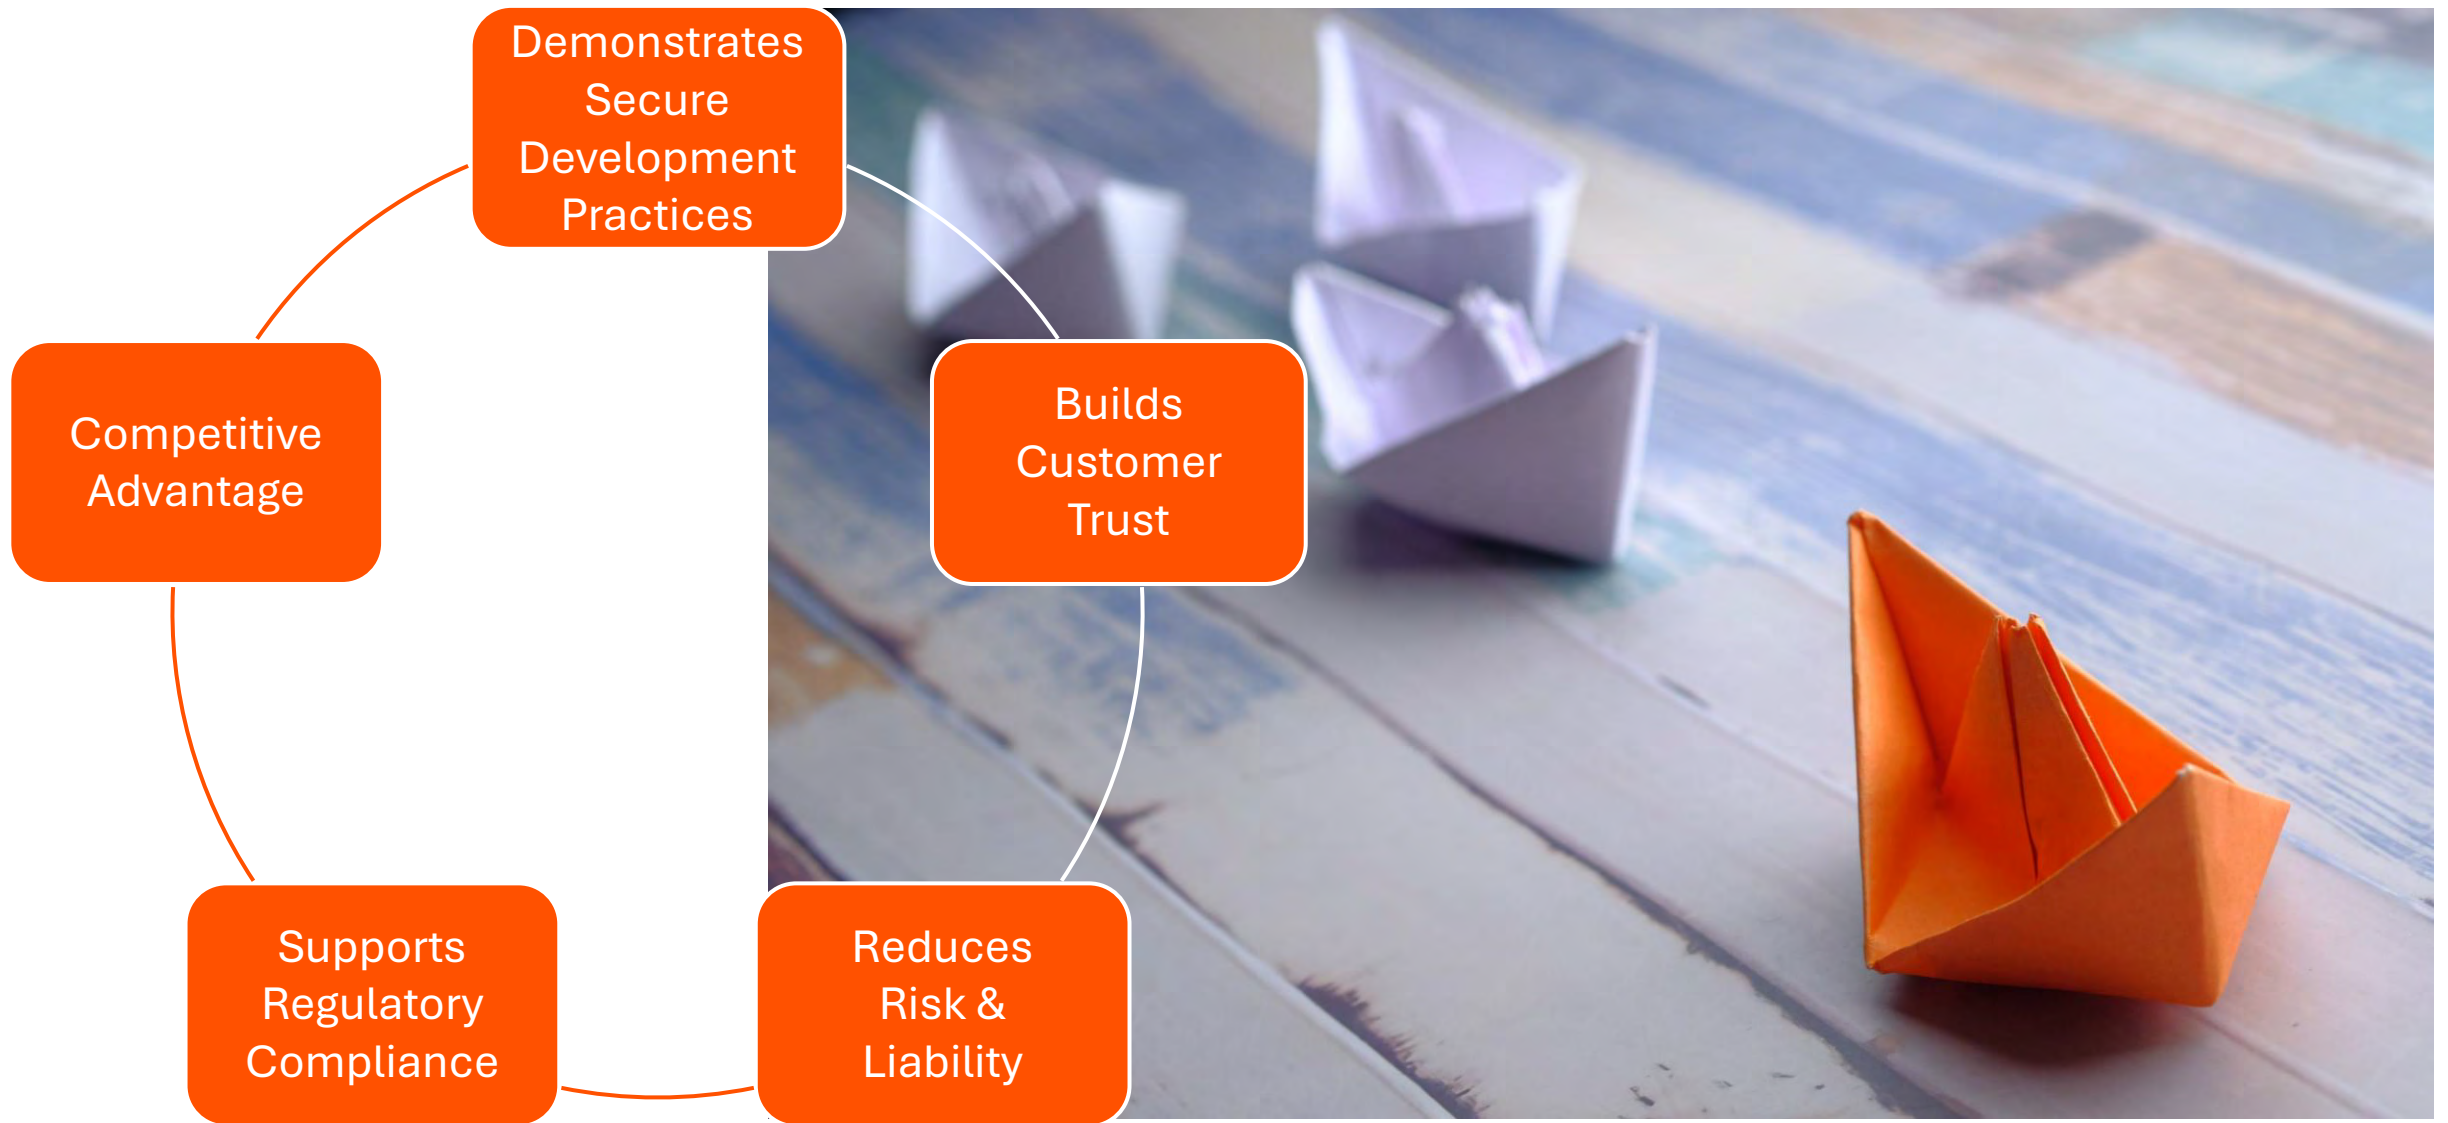 Demonstrates
Secure
Development
Practices
Builds
Customer
Trust
Reduces
Risk &
Liability
Supports
Regulatory
Compliance
Competitive
Advantage